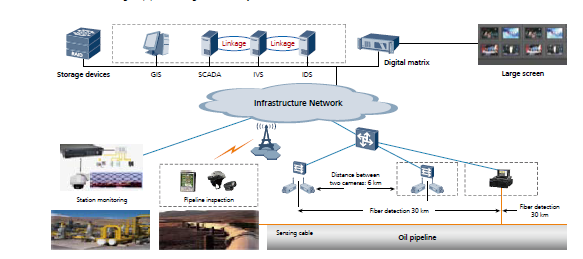 RAID
Linkage
Linkage
Storage devices
GIS
SCADA
IVS
IDS
Digital matrix
Large screen
Infrastructure Network
Station monitoring
Pipeline inspection
Distance between
two cameras: 6 km
Fiber detection 30 km
Fiber detection
30 km
Sensing cable
Oil pipeline